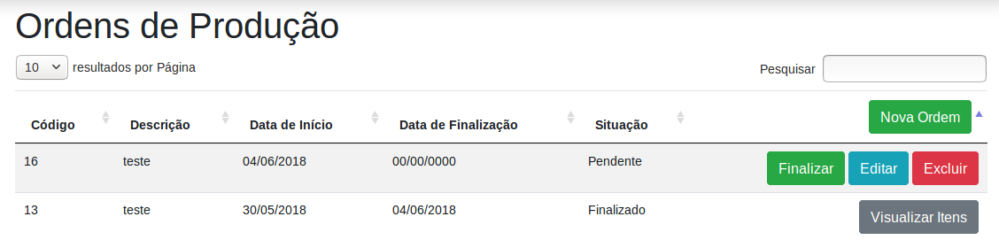 Ordens de Produção
10 resultados por Página Pesquisar
Código Descrição Data de Início Data de Finalização Situação Nova Ordem
16 teste 04/06/2018 00/00/0000 Pendente Finalizar Editar Excluir
13 teste 30/05/2018 04/06/2018 Finalizado Visualizar Itens